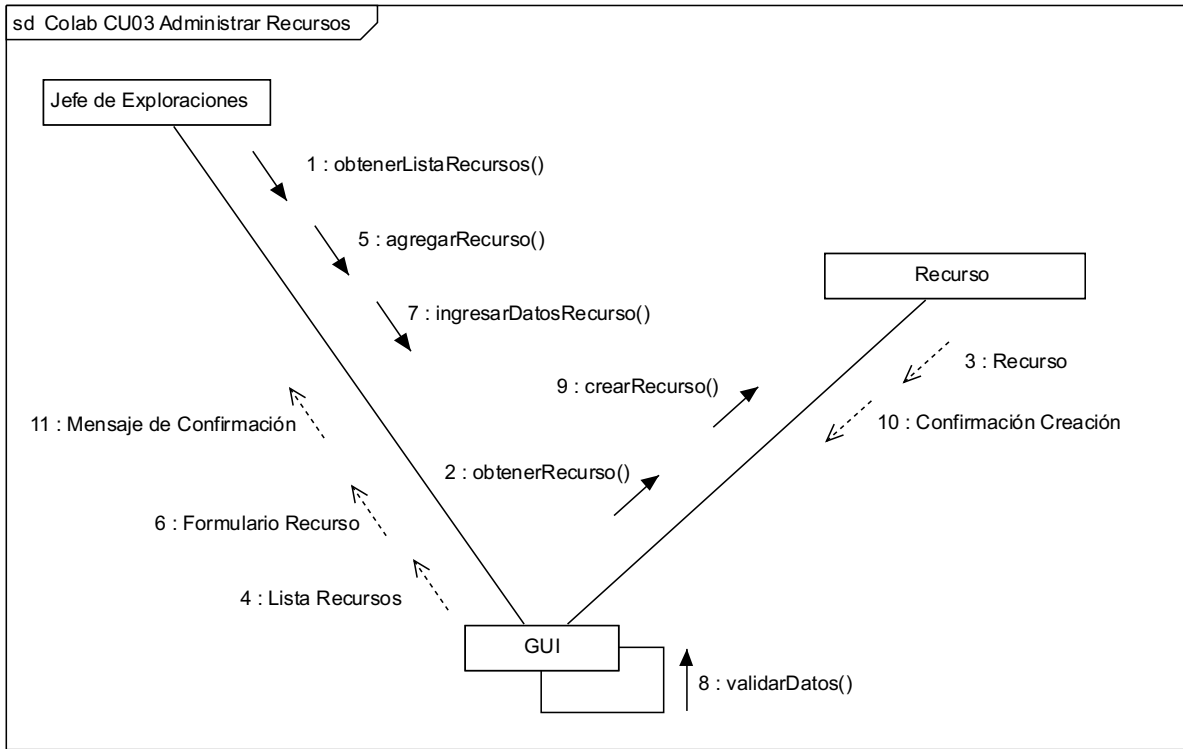 sd Colab CU03 Administrar Recursos
Jefe de Exploraciones
1 : obtenerListaRecursos()
5 : agregarRecurso()
Recurso
7 : ingresarDatosRecurso()
3 : Recurso
9 : crearRecurso()
11 : Mensaje de Confirmación
10 : Confirmación Creación
2 : obtenerRecurso()
6 : Formulario Recurso
4 : Lista Recursos
GUI
8 : validarDatos()